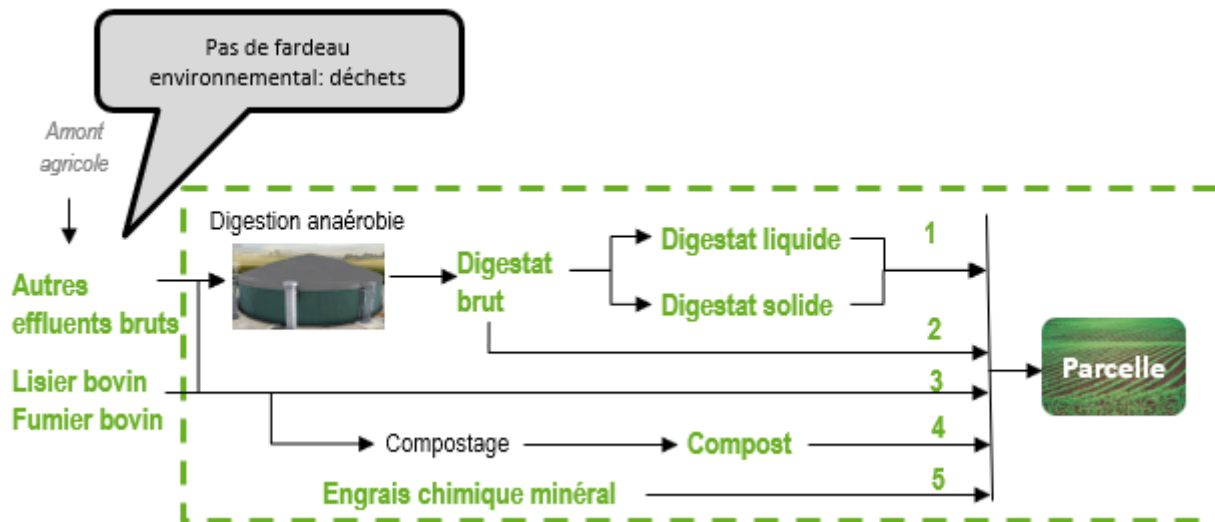 Pas de fardeau
environnemental: déchets
Amont
agricole
Digestion anaérobie
Autres
effluents bruts
Digestat
brut
Digestat liquide
Digestat solide
1
2
Lisier bovin
Fumier bovin
3
Parcelle
Compostage
Compost
4
Engrais chimique minéral
5